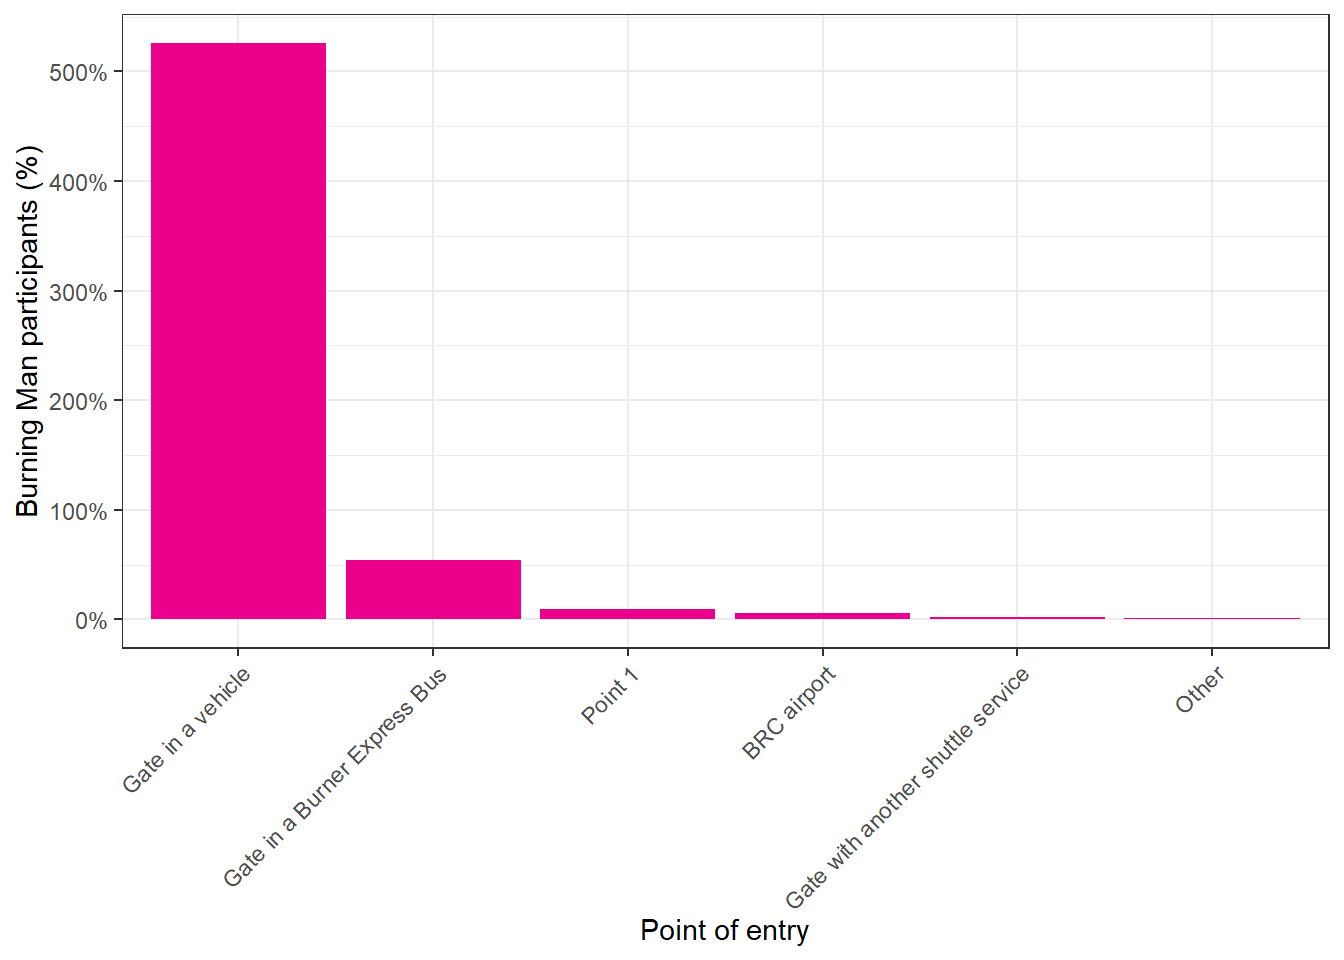 Burning Man participants (%)
500%
400%
300%
200%
100%
0%
Gate in a vehicle
Gate in a Burner Express Bus
Point 1
BRC airport
Gate with another shuttle service
Other
Point of entry